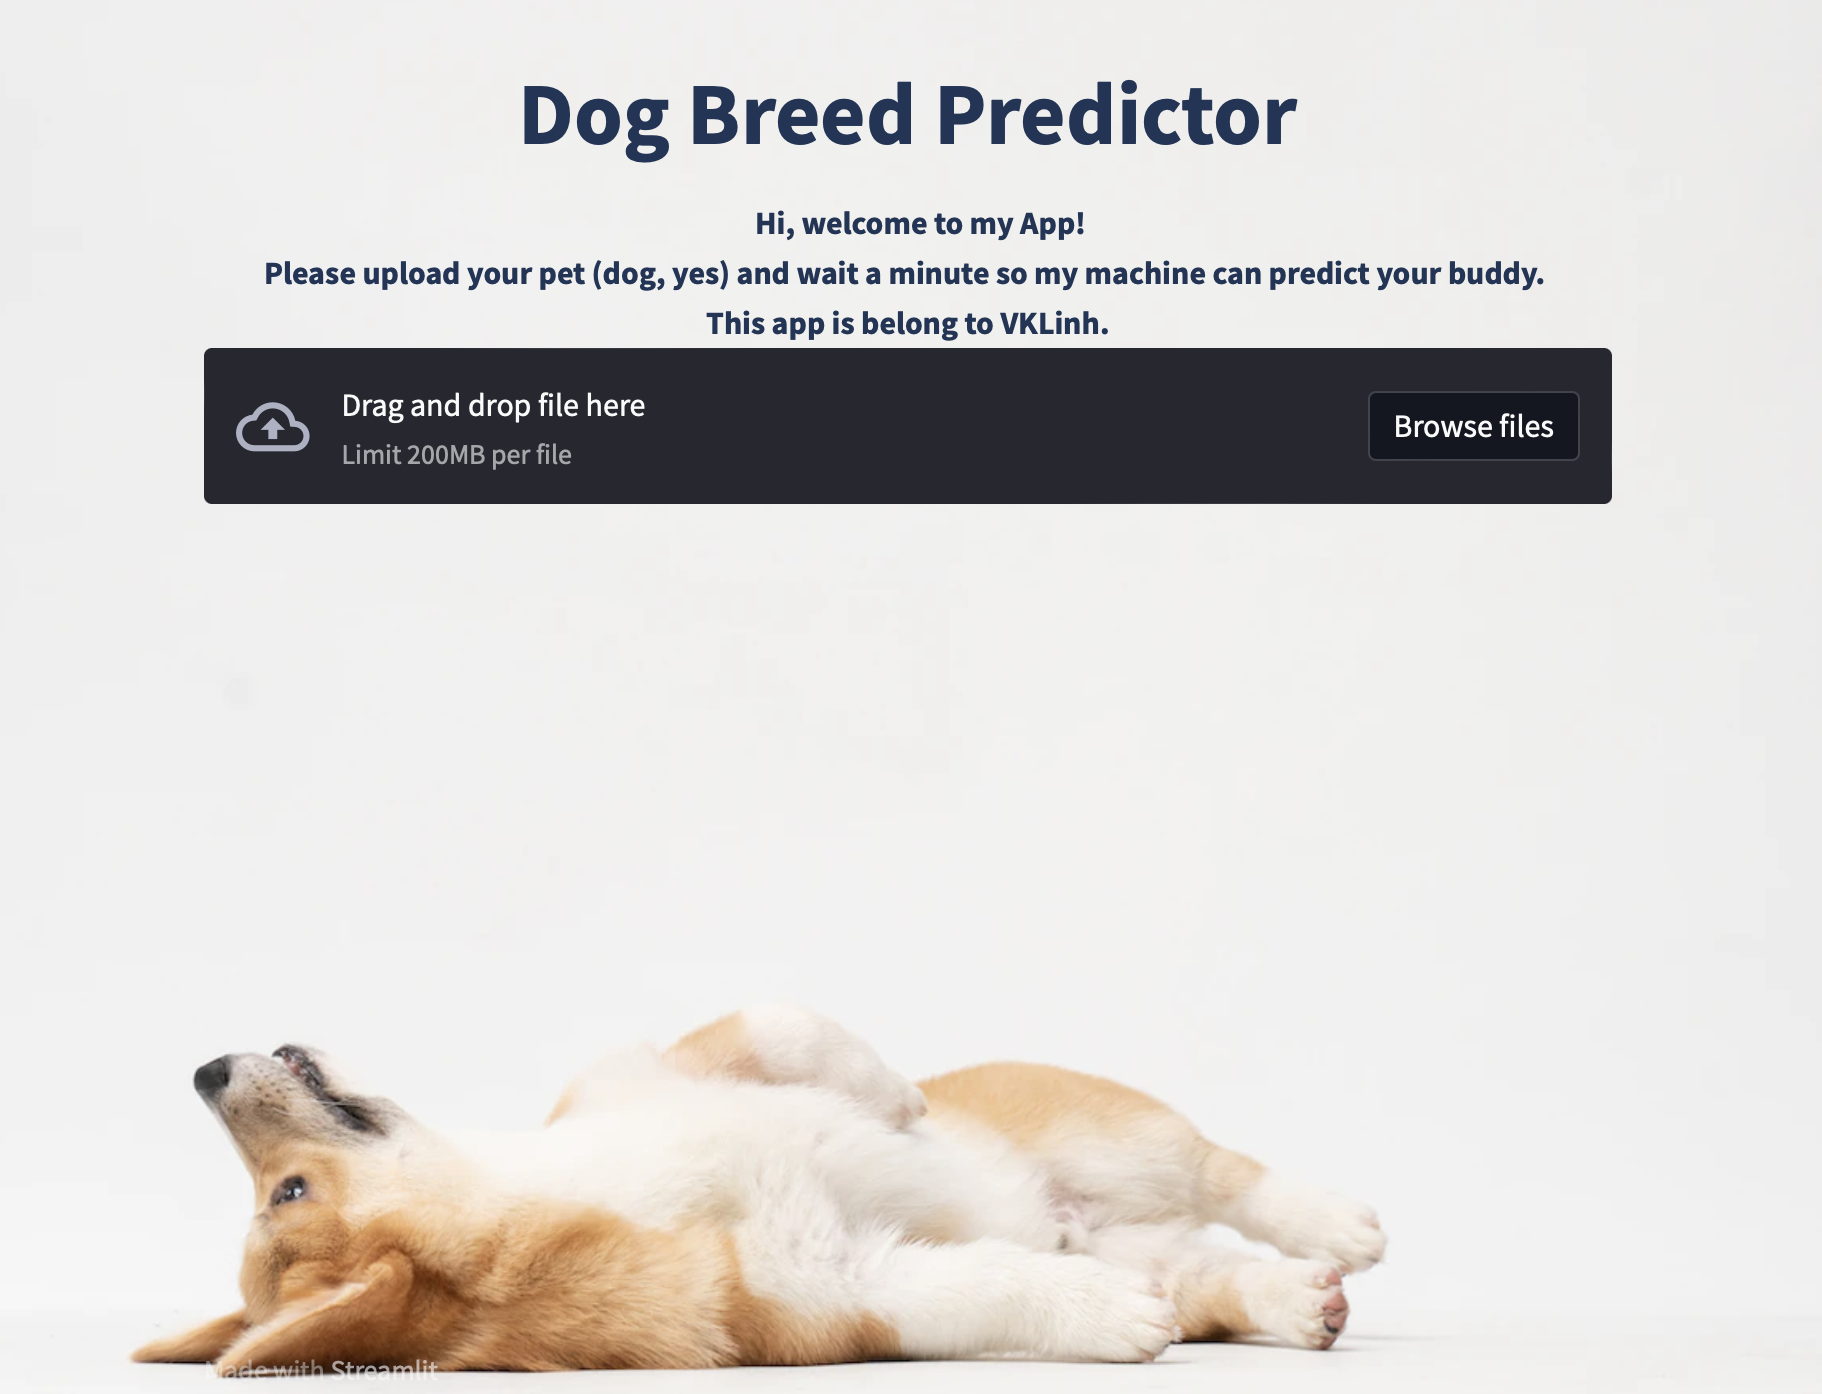 Dog Breed Predictor
Hi, welcome to my App!
Please upload your pet (dog, yes) and wait a minute so my machine can predict your buddy.
This app is belong to VKLinh.
Drag and drop file here
Limit 200MB per file
Browse files
Made with Streamlit